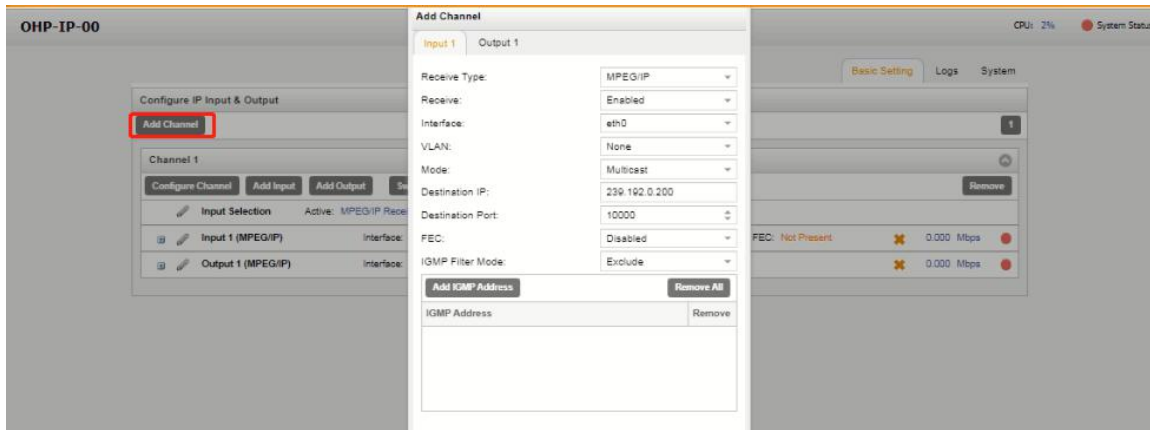 OHP-IP-00
CPU: 2% System Statu
Basic Setting Logs System
Configure IP Input & Output
Add Channel
1
Channel 1
Configure Channel Add Input Add Output Sw Remove
Input Selection Active: MPEG/IP Recei
Input 1 (MPEG/IP) Interface: FEC: Not Present 0.000 Mbps
Output 1 (MPEG/IP) Interface: 0.000 Mbps
Add Channel
Input 1 Output 1
Receive Type: MPEG/IP
Receive: Enabled
Interface: eth0
VLAN: None
Mode: Multicast
Destination IP: 239.192.0.200
Destination Port: 10000
FEC: Disabled
IGMP Filter Mode: Exclude
Add IGMP Address Remove All
IGMP Address Remove